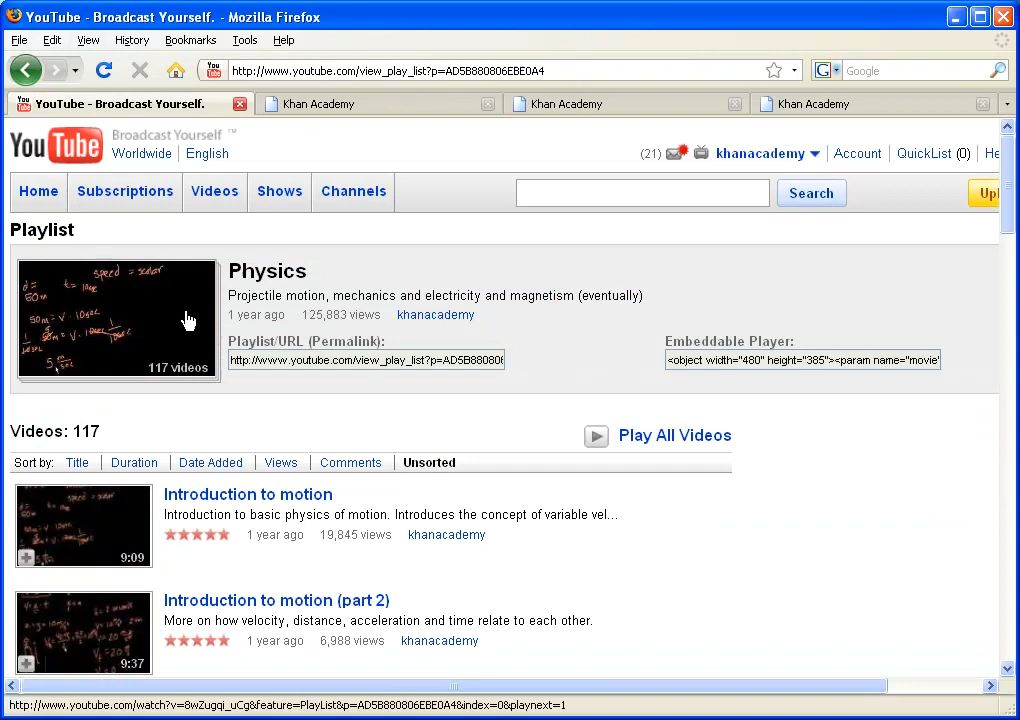 YouTube - Broadcast Yourself. - Mozilla Firefox
File Edit View History Bookmarks Tools Help
http://www.youtube.com/view_play_list?p=AD5B880806EBE0A4
Google
YouTube - Broadcast Yourself.
Khan Academy
Khan Academy
Khan Academy
YouTube Broadcast Yourself ™
Worldwide English
(21) khanacademy Account QuickList (0) He
Home Subscriptions Videos Shows Channels Search Upl
Playlist
speed = scalar
117 videos
Physics
Projectile motion, mechanics and electricity and magnetism (eventually)
1 year ago 125,883 views khanacademy
Playlist/URL (Permalink): Embeddable Player:
http://www.youtube.com/view_play_list?p=AD5B88080 <object width="480" height="385"><param name="movie"
Videos: 117
Play All Videos
Sort by: Title Duration Date Added Views Comments Unsorted
9:09
Introduction to motion
Introduction to basic physics of motion. Introduces the concept of variable vel...
1 year ago 19,845 views khanacademy
9:37
Introduction to motion (part 2)
More on how velocity, distance, acceleration and time relate to each other.
1 year ago 6,988 views khanacademy
http://www.youtube.com/watch?v=8wZugqi_uCg&feature=PlayList&p=AD5B880806EBE0A4&index=0&playnext=1